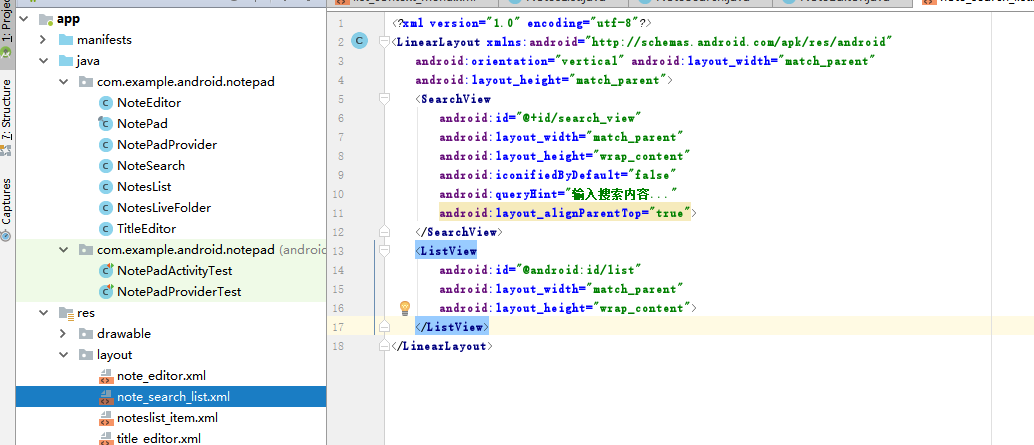 app
manifests
java
com.example.android.notepad
NoteEditor
NotePad
NotePadProvider
NoteSearch
NotesList
NotesLiveFolder
TitleEditor
com.example.android.notepad (android
NotePadActivityTest
NotePadProviderTest
res
drawable
layout
note_editor.xml
note_search_list.xml
noteslist_item.xml
title_editor.xml
1: Project
7: Structure
Captures
1 <?xml version="1.0" encoding="utf-8"?>
2 <LinearLayout xmlns:android="http://schemas.android.com/apk/res/android"
3 android:orientation="vertical" android:layout_width="match_parent"
4 android:layout_height="match_parent">
5 <SearchView
6 android:id="@+id/search_view"
7 android:layout_width="match_parent"
8 android:layout_height="wrap_content"
9 android:iconifiedByDefault="false"
10 android:queryHint="输入搜索内容..."
11 android:layout_alignParentTop="true">
12 </SearchView>
13 <ListView
14 android:id="@android:id/list"
15 android:layout_width="match_parent"
16 android:layout_height="wrap_content">
17 </ListView>
18 </LinearLayout>